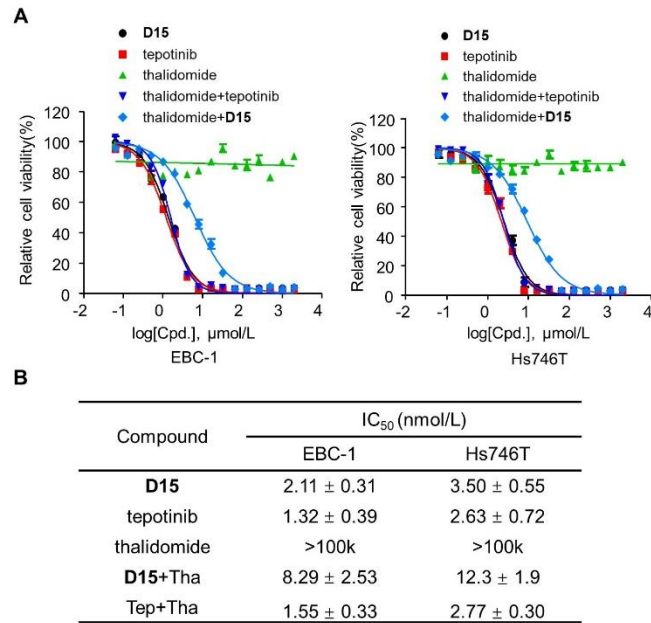 A
D15
tepotinib
thalidomide
thalidomide+tepotinib
thalidomide+D15
Relative cell viability(%)
120
100
80
60
40
20
0
-2 -1 0 1 2 3 4
log[Cpd.], μmol/L
EBC-1
D15
tepotinib
thalidomide
thalidomide+tepotinib
thalidomide+D15
Relative cell viability(%)
120
100
80
60
40
20
0
-2 -1 0 1 2 3 4
log[Cpd.], μmol/L
Hs746T
B
Compound IC50 (nmol/L)
EBC-1 Hs746T
D15 2.11 ± 0.31 3.50 ± 0.55
tepotinib 1.32 ± 0.39 2.63 ± 0.72
thalidomide >100k >100k
D15+Tha 8.29 ± 2.53 12.3 ± 1.9
Tep+Tha 1.55 ± 0.33 2.77 ± 0.30